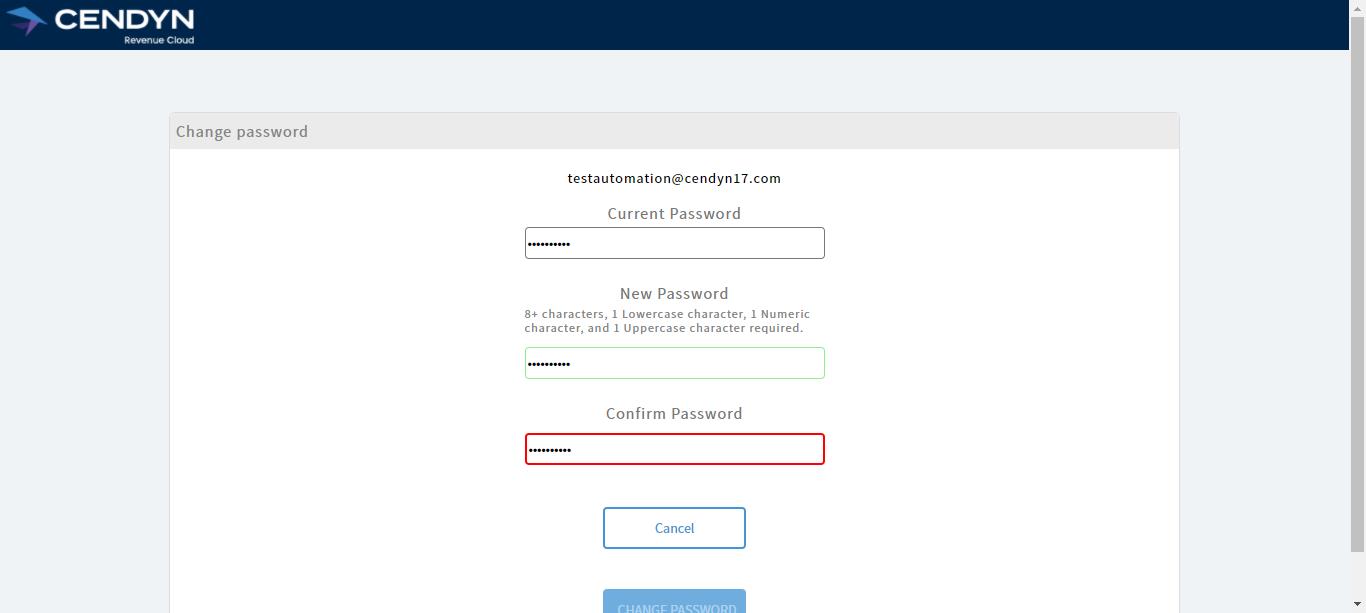 CENDYN
Revenue Cloud
Change password
testautomation@cendyn17.com
Current Password
••••••••••
New Password
8+ characters, 1 Lowercase character, 1 Numeric
character, and 1 Uppercase character required.
••••••••••
Confirm Password
••••••••••
Cancel
CHANGE PASSWORD